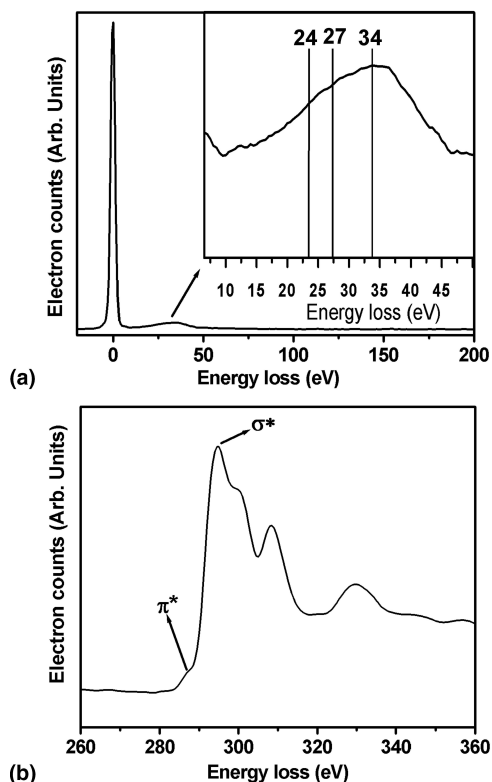 24 27 34
Electron counts (Arb. Units)
10 15 20 25 30 35 40 45
Energy loss (eV)
0 50 100 150 200
(a)
Energy loss (eV)
Electron counts (Arb. Units)
σ*
π*
260 280 300 320 340 360
(b)
Energy loss (eV)